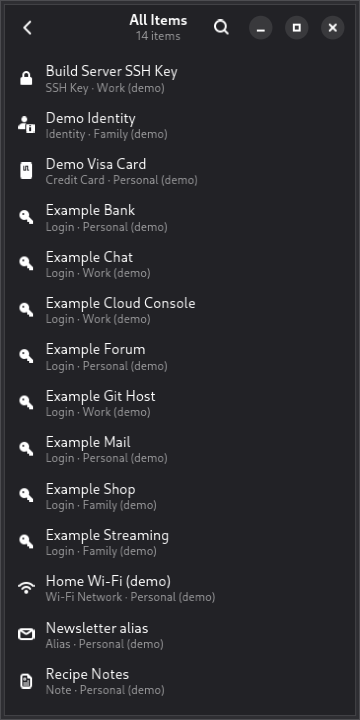 All Items
14 items
Build Server SSH Key
SSH Key · Work (demo)
Demo Identity
Identity · Family (demo)
Demo Visa Card
Credit Card · Personal (demo)
Example Bank
Login · Personal (demo)
Example Chat
Login · Work (demo)
Example Cloud Console
Login · Work (demo)
Example Forum
Login · Personal (demo)
Example Git Host
Login · Work (demo)
Example Mail
Login · Personal (demo)
Example Shop
Login · Family (demo)
Example Streaming
Login · Family (demo)
Home Wi-Fi (demo)
Wi-Fi Network · Personal (demo)
Newsletter alias
Alias · Personal (demo)
Recipe Notes
Note · Personal (demo)